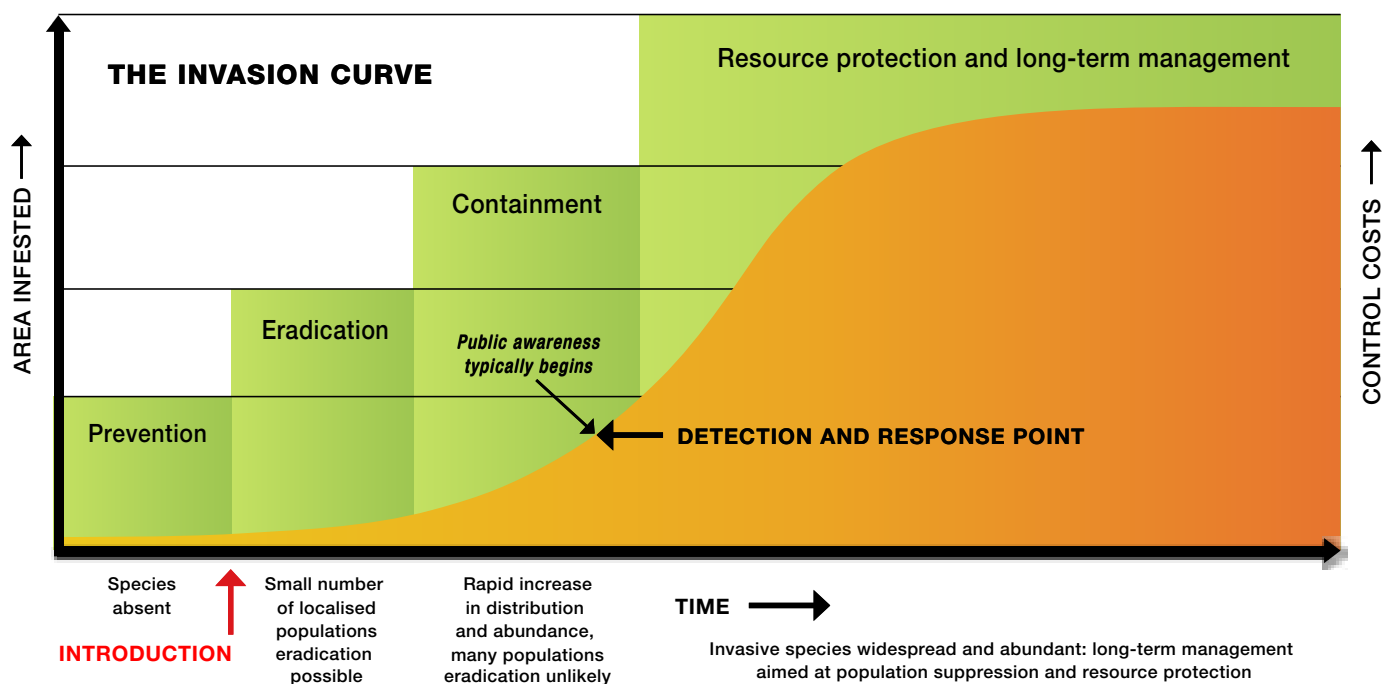 THE INVASION CURVE
Resource protection and long-term management
Containment
Eradication
Prevention
Public awareness
typically begins
DETECTION AND RESPONSE POINT
AREA INFESTED
CONTROL COSTS
Species
absent
INTRODUCTION
Small number
of localised
populations
eradication
possible
Rapid increase
in distribution
and abundance,
many populations
eradication unlikely
TIME
Invasive species widespread and abundant: long-term management
aimed at population suppression and resource protection